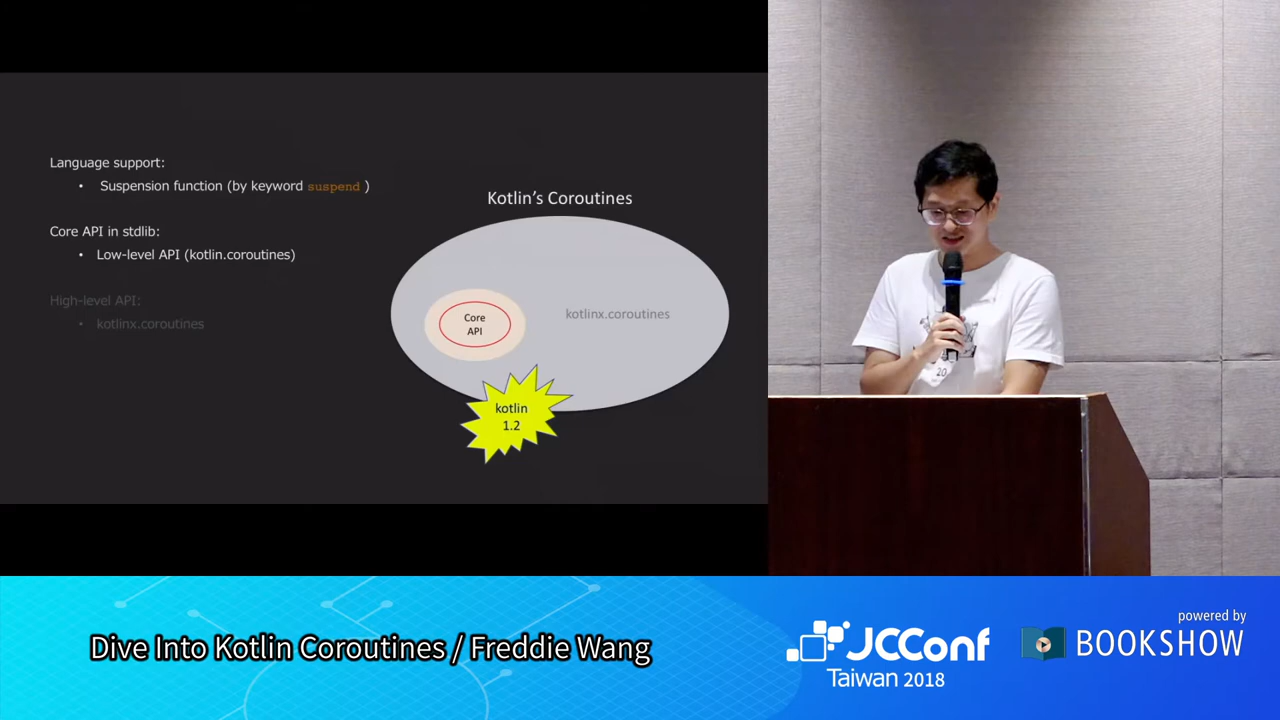 Language support:
• Suspension function (by keyword suspend )
Core API in stdlib:
• Low-level API (kotlin.coroutines)
High-level API:
• kotlinx.coroutines
Kotlin’s Coroutines
Core
API
kotlinx.coroutines
kotlin
1.2
20
Dive Into Kotlin Coroutines / Freddie Wang
JCConf
Taiwan 2018
powered by
BOOKSHOW